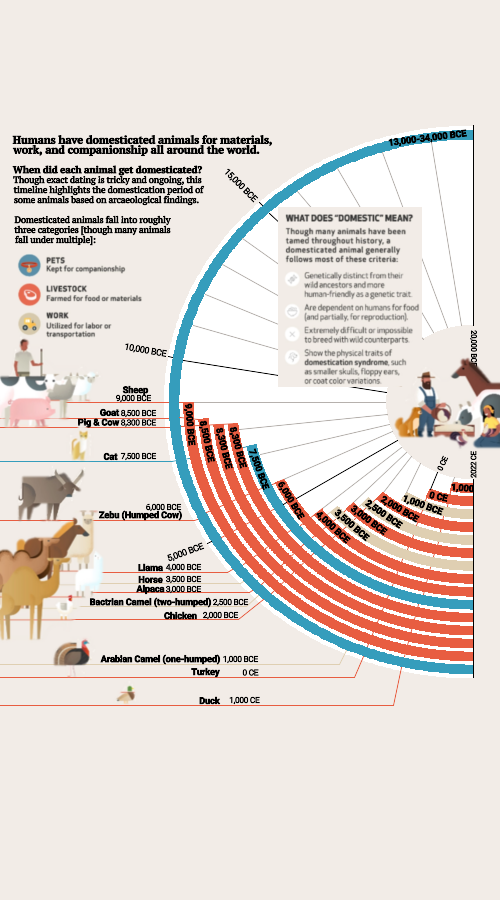 Humans have domesticated animals for materials,
work, and companionship all around the world.
When did each animal get domesticated?
Though exact dating is tricky and ongoing, this
timeline highlights the domestication period of
some animals based on arcaeological findings.
Domesticated animals fall into roughly
three categories [though many animals
fall under multiple]:
PETS
Kept for companionship
LIVESTOCK
Farmed for food or materials
WORK
Utilized for labor or
transportation
13,000-34,000 BCE
15,000 BCE
10,000 BCE
5,000 BCE
20,000 BCE
0 CE
2022 CE
WHAT DOES "DOMESTIC" MEAN?
Though many animals have been
tamed throughout history, a
domesticated animal generally
follows most of these criteria:
Genetically distinct from their
wild ancestors and more
human-friendly as a genetic trait.
Are dependent on humans for food
(and partially, for reproduction).
Extremely difficult or impossible
to breed with wild counterparts.
Show the physical traits of
domestication syndrome, such
as smaller skulls, floppy ears,
or coat color variations.
Sheep
9,000 BCE
Goat 8,500 BCE
Pig & Cow 8,300 BCE
Cat 7,500 BCE
6,000 BCE
Zebu (Humped Cow)
Llama 4,000 BCE
Horse 3,500 BCE
Alpaca 3,000 BCE
Bactrian Camel (two-humped) 2,500 BCE
Chicken 2,000 BCE
Arabian Camel (one-humped) 1,000 BCE
Turkey 0 CE
Duck 1,000 CE
9,000 BCE
8,500 BCE
8,300 BCE
8,300 BCE
7,500 BCE
6,000 BCE
4,000 BCE
3,500 BCE
3,000 BCE
2,500 BCE
2,000 BCE
1,000 BCE
0 CE
1,000